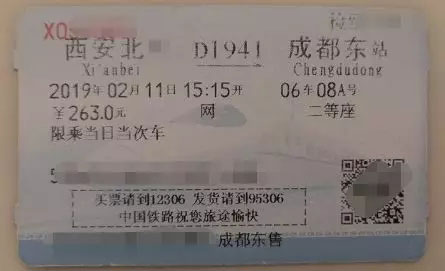 XO
西安北 D1941 成都东站
Xi'anbei Chengdudong
2019年02月11日 15:15开 06车08A号
￥263.0元 网 二等座
限乘当日当次车
买票请到12306 发货请到95306
中国铁路祝您旅途愉快
成都东售